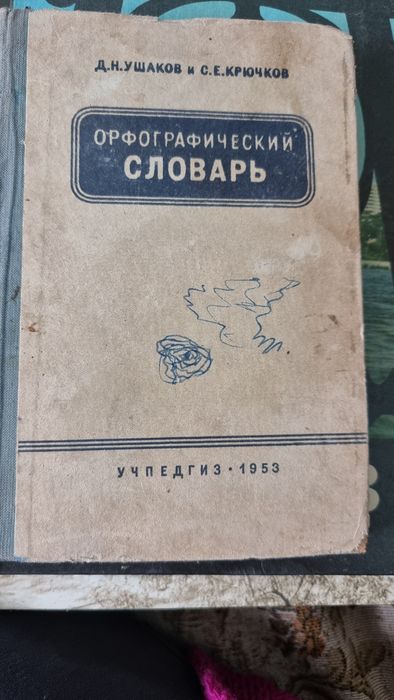 Д.Н.УШАКОВ и С.Е.КРЮЧКОВ
ОРФОГРАФИЧЕСКИЙ
СЛОВАРЬ
УЧПЕДГИЗ • 1953